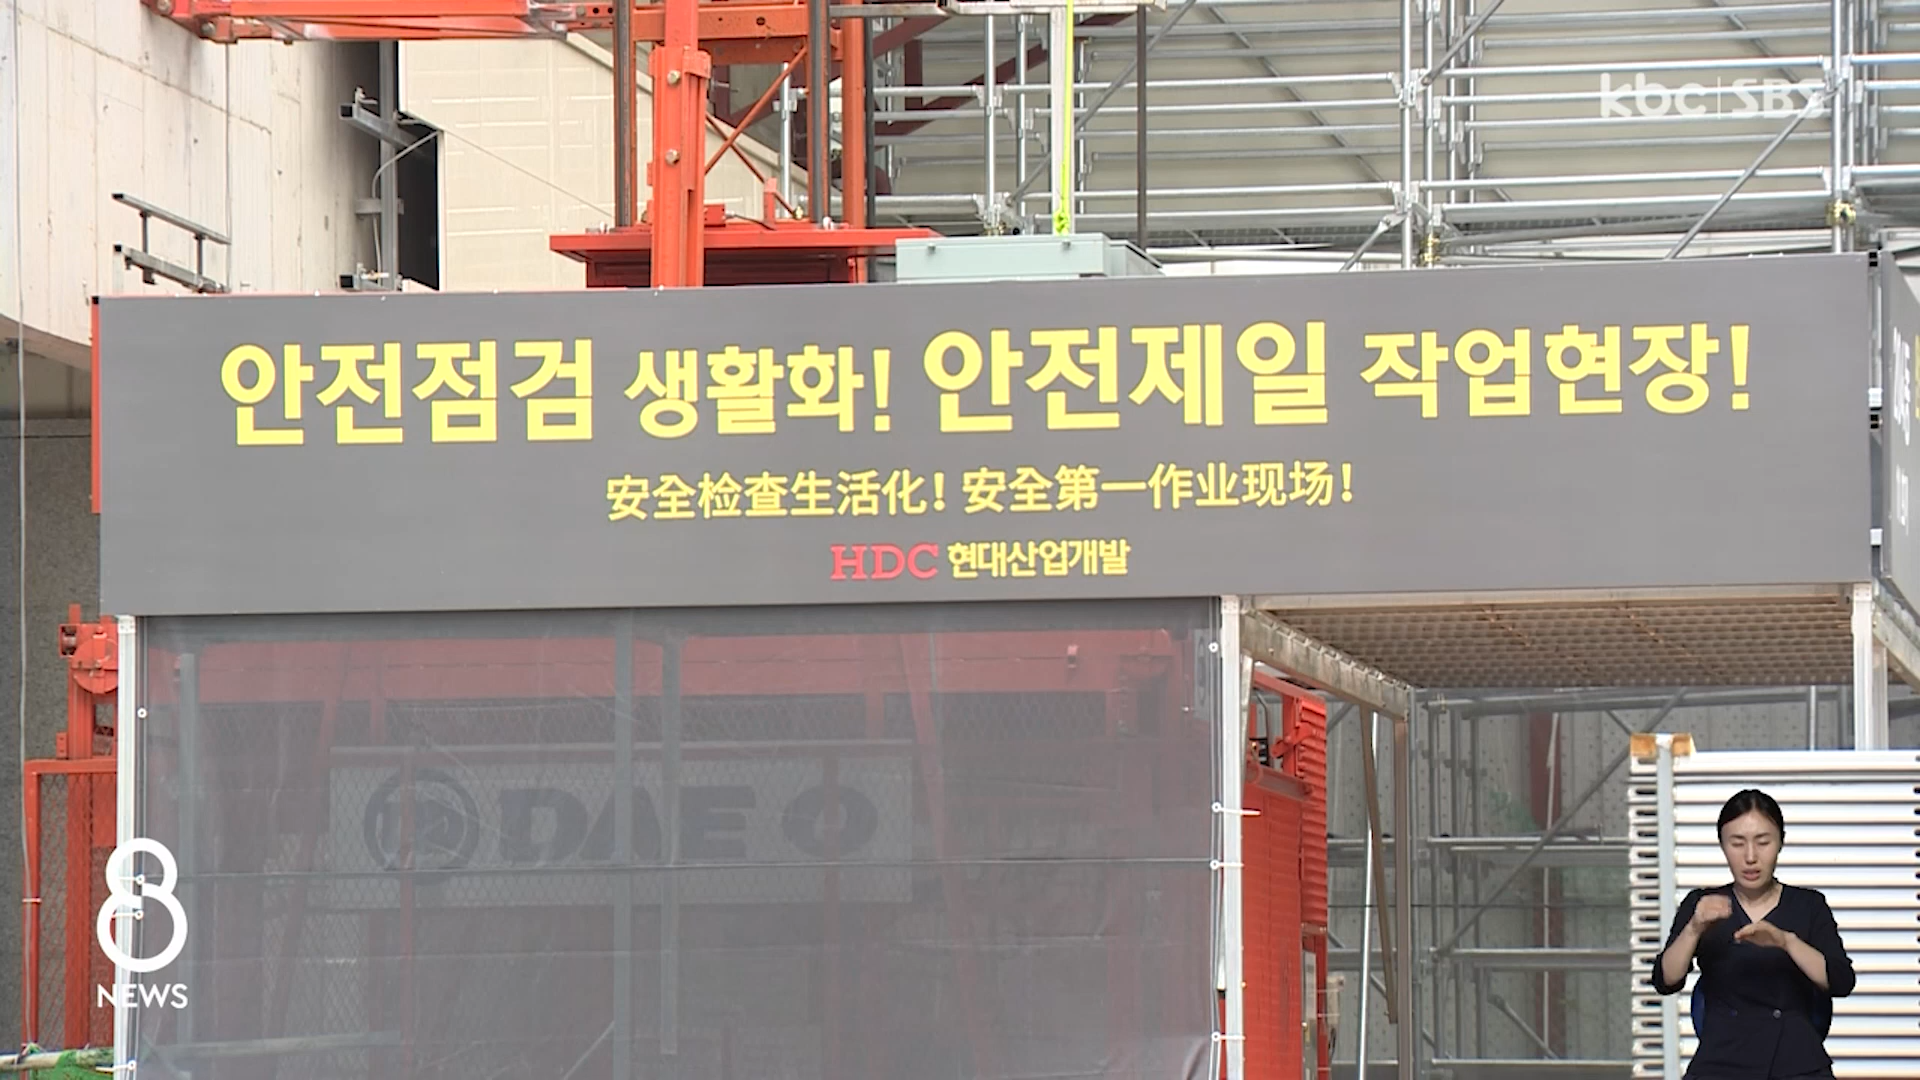 kbc SBS
안전점검 생활화! 안전제일 작업현장!
安全检查生活化! 安全第一作业现场!
HDC 현대산업개발
8
NEWS